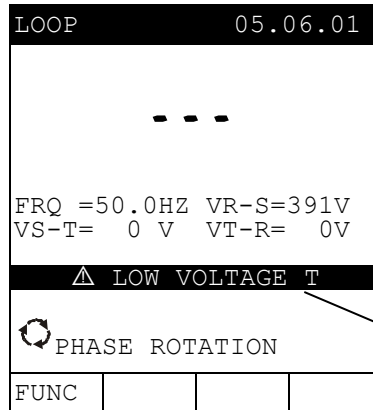 LOOP 05.06.01
- - -
FRQ =50.0HZ VR-S=391V
VS-T= 0 V VT-R= 0V
⚠ LOW VOLTAGE T
PHASE ROTATION
FUNC